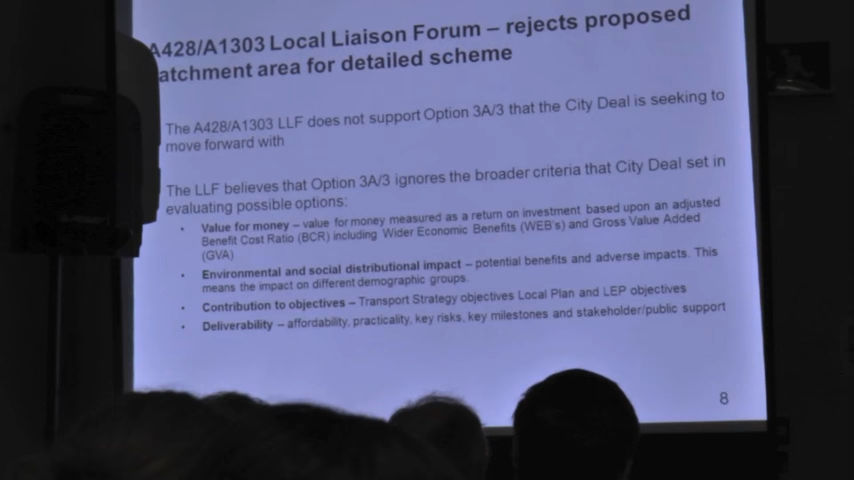 A428/A1303 Local Liaison Forum – rejects proposed
atchment area for detailed scheme
The A428/A1303 LLF does not support Option 3A/3 that the City Deal is seeking to
move forward with
The LLF believes that Option 3A/3 ignores the broader criteria that City Deal set in
evaluating possible options:
• Value for money – value for money measured as a return on investment based upon an adjusted
Benefit Cost Ratio (BCR) including Wider Economic Benefits (WEB's) and Gross Value Added
(GVA)
• Environmental and social distributional impact – potential benefits and adverse impacts. This
means the impact on different demographic groups.
• Contribution to objectives – Transport Strategy objectives Local Plan and LEP objectives
• Deliverability – affordability, practicality, key risks, key milestones and stakeholder/public support
8